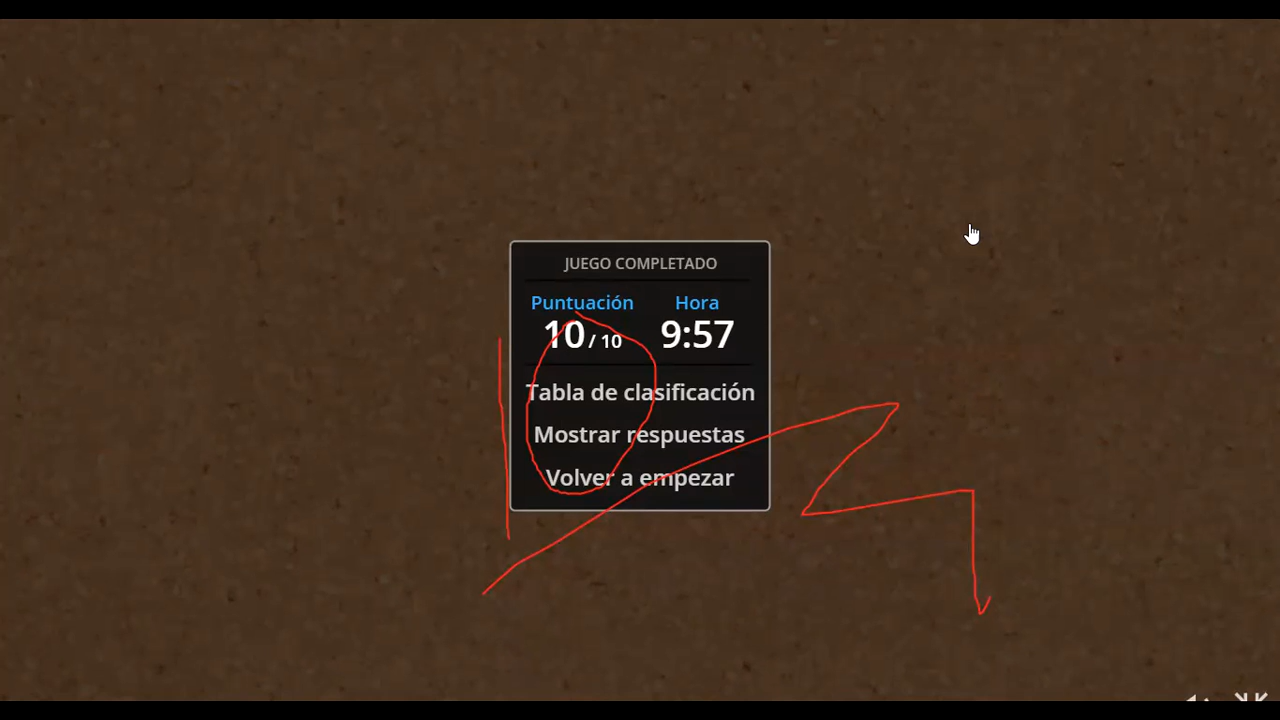 JUEGO COMPLETADO
Puntuación Hora
10 / 10 9:57
Tabla de clasificación
Mostrar respuestas
Volver a empezar